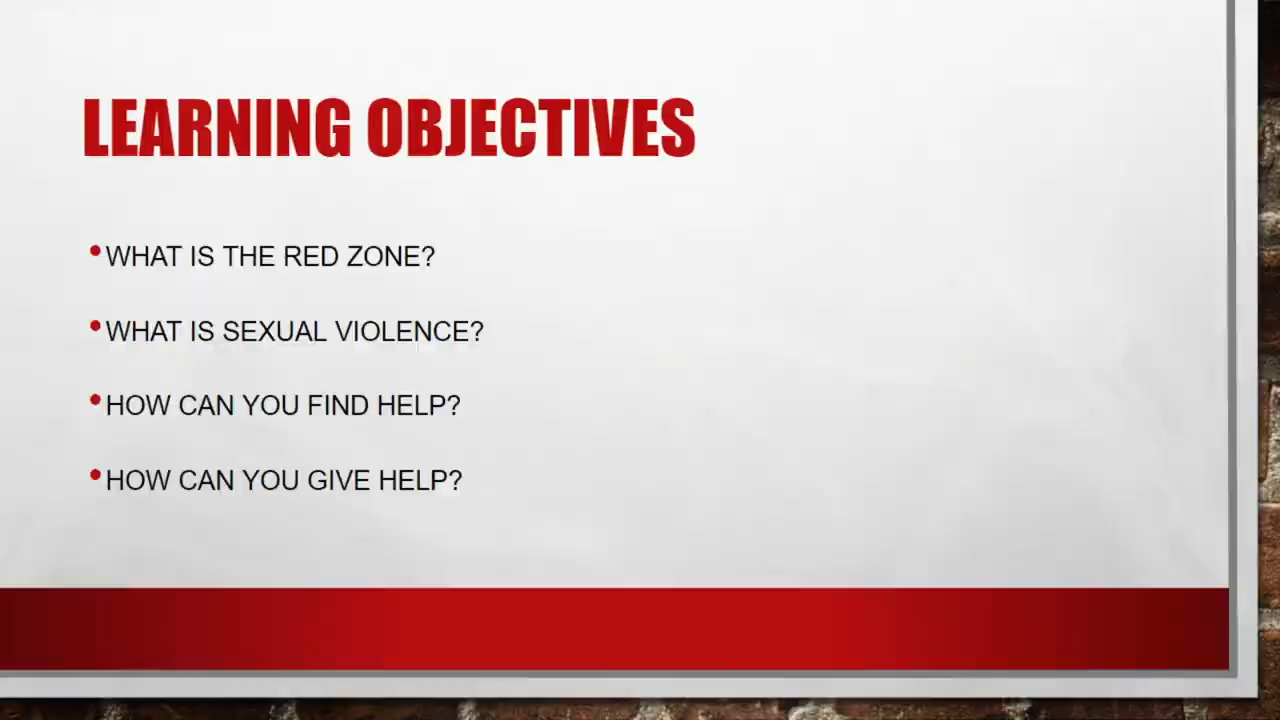 LEARNING OBJECTIVES
•WHAT IS THE RED ZONE?
•WHAT IS SEXUAL VIOLENCE?
•HOW CAN YOU FIND HELP?
•HOW CAN YOU GIVE HELP?